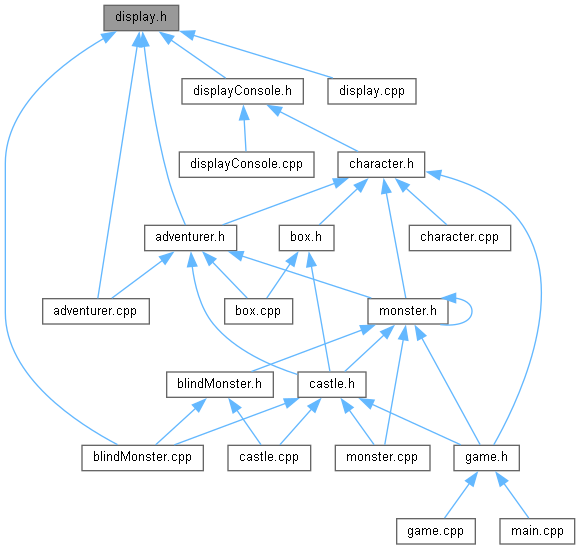 display.h
displayConsole.h
display.cpp
displayConsole.cpp
character.h
adventurer.h
box.h
character.cpp
adventurer.cpp
box.cpp
monster.h
blindMonster.h
castle.h
blindMonster.cpp
castle.cpp
monster.cpp
game.h
game.cpp
main.cpp